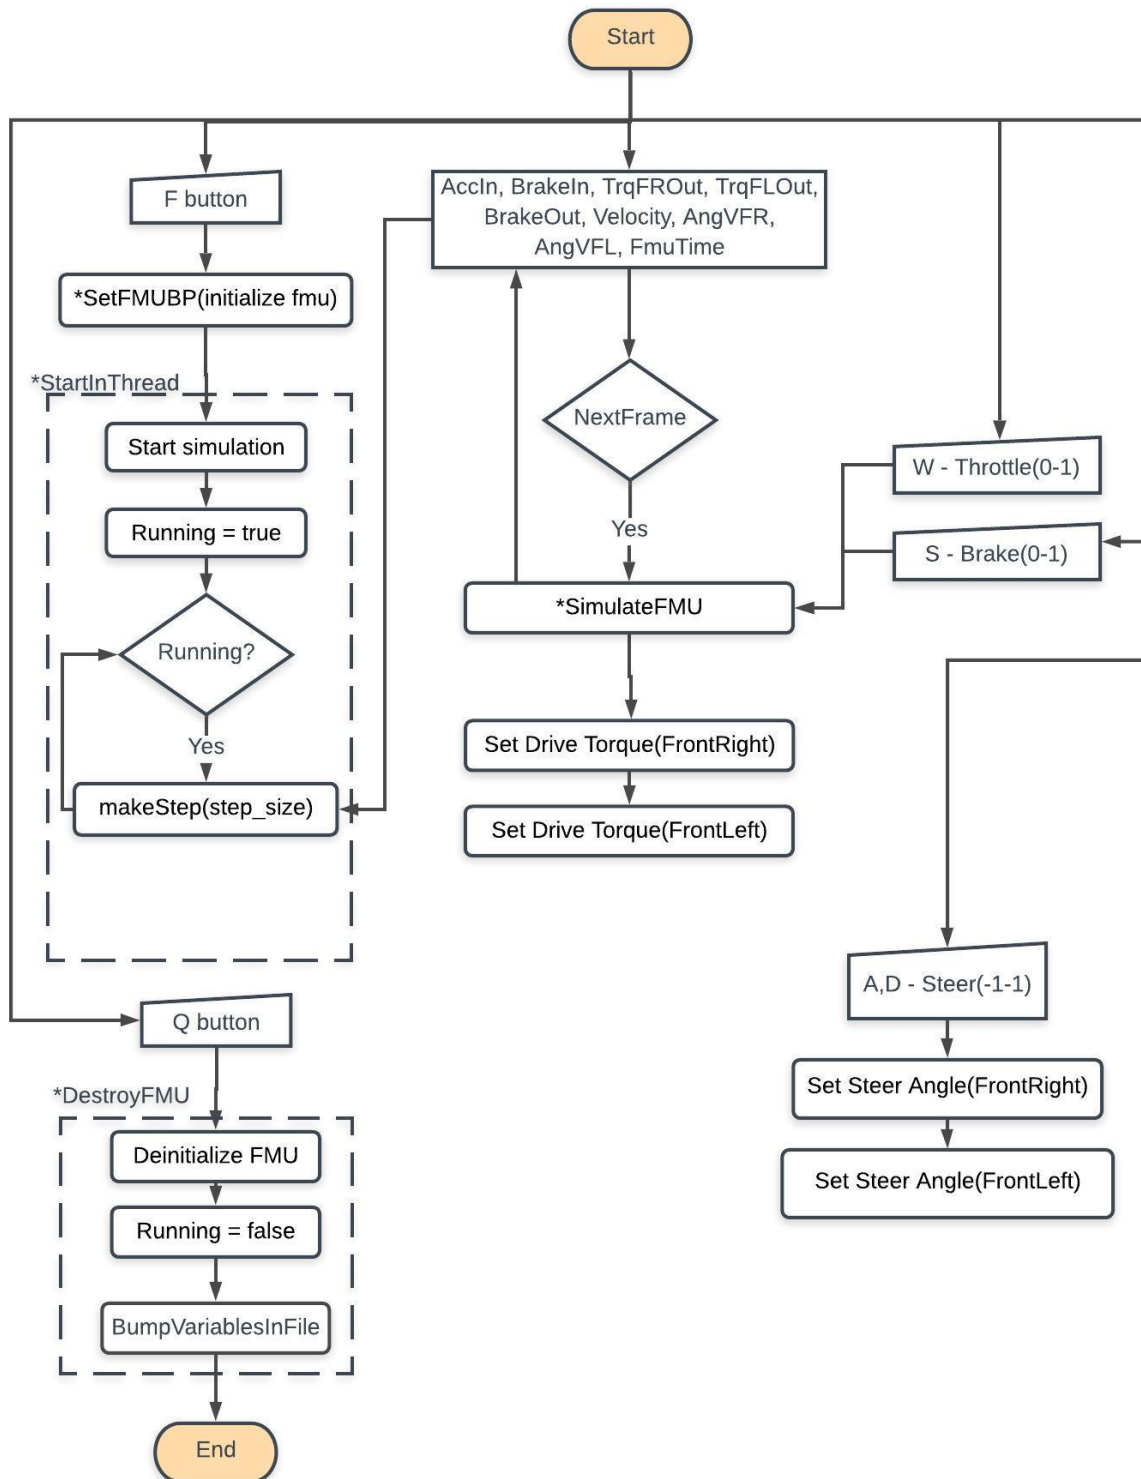 Start
F button
*SetFMUBP(initialize fmu)
*StartInThread
Start simulation
Running = true
Running?
Yes
makeStep(step_size)
AccIn, BrakeIn, TrqFROut, TrqFLOut,
BrakeOut, Velocity, AngVFR,
AngVFL, FmuTime
NextFrame
Yes
*SimulateFMU
Set Drive Torque(FrontRight)
Set Drive Torque(FrontLeft)
W - Throttle(0-1)
S - Brake(0-1)
A,D - Steer(-1-1)
Set Steer Angle(FrontRight)
Set Steer Angle(FrontLeft)
Q button
*DestroyFMU
Deinitialize FMU
Running = false
BumpVariablesInFile
End